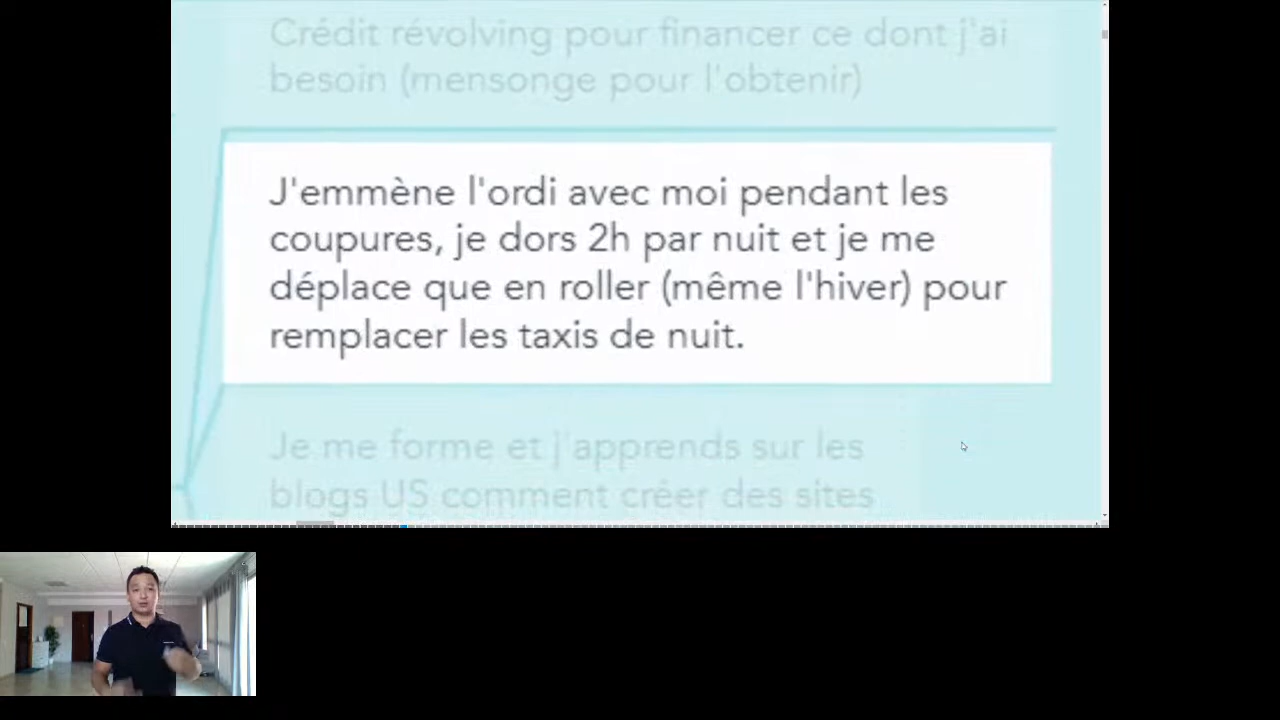 Crédit révolving pour financer ce dont j'ai
besoin (mensonge pour l'obtenir)
J'emmène l'ordi avec moi pendant les
coupures, je dors 2h par nuit et je me
déplace que en roller (même l'hiver) pour
remplacer les taxis de nuit.
Je me forme et j'apprends sur les
blogs US comment créer des sites